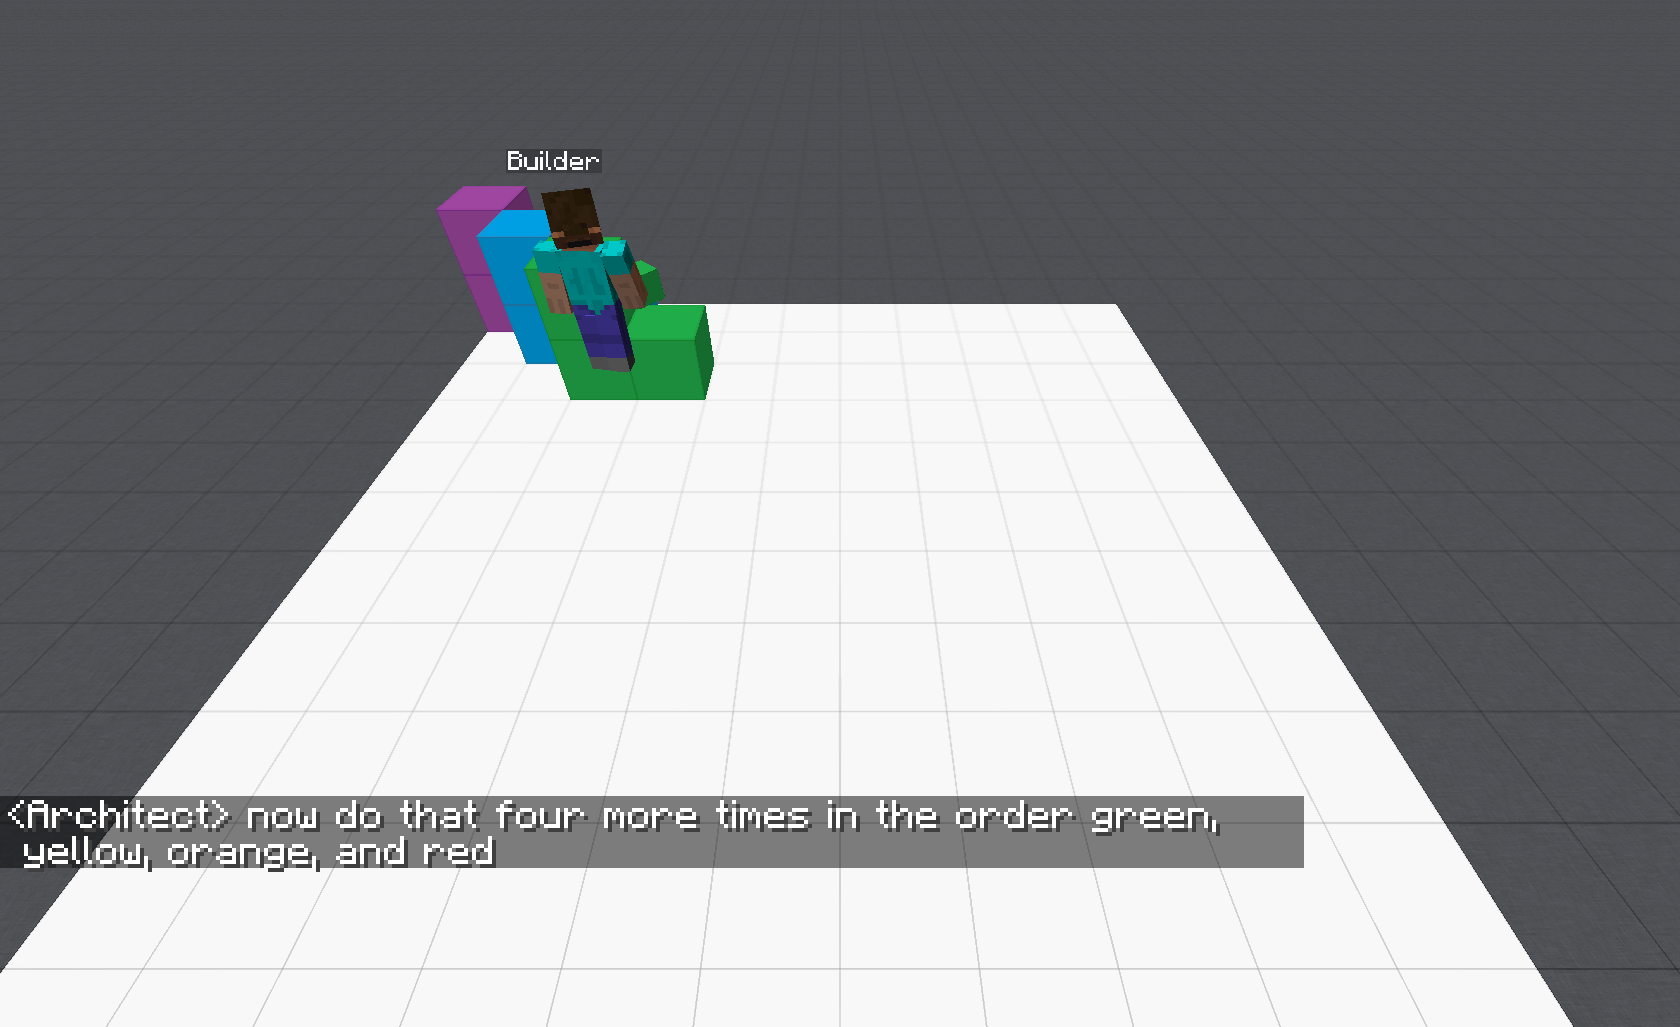 Builder
<Architect> now do that four more times in the order green,
yellow, orange, and red